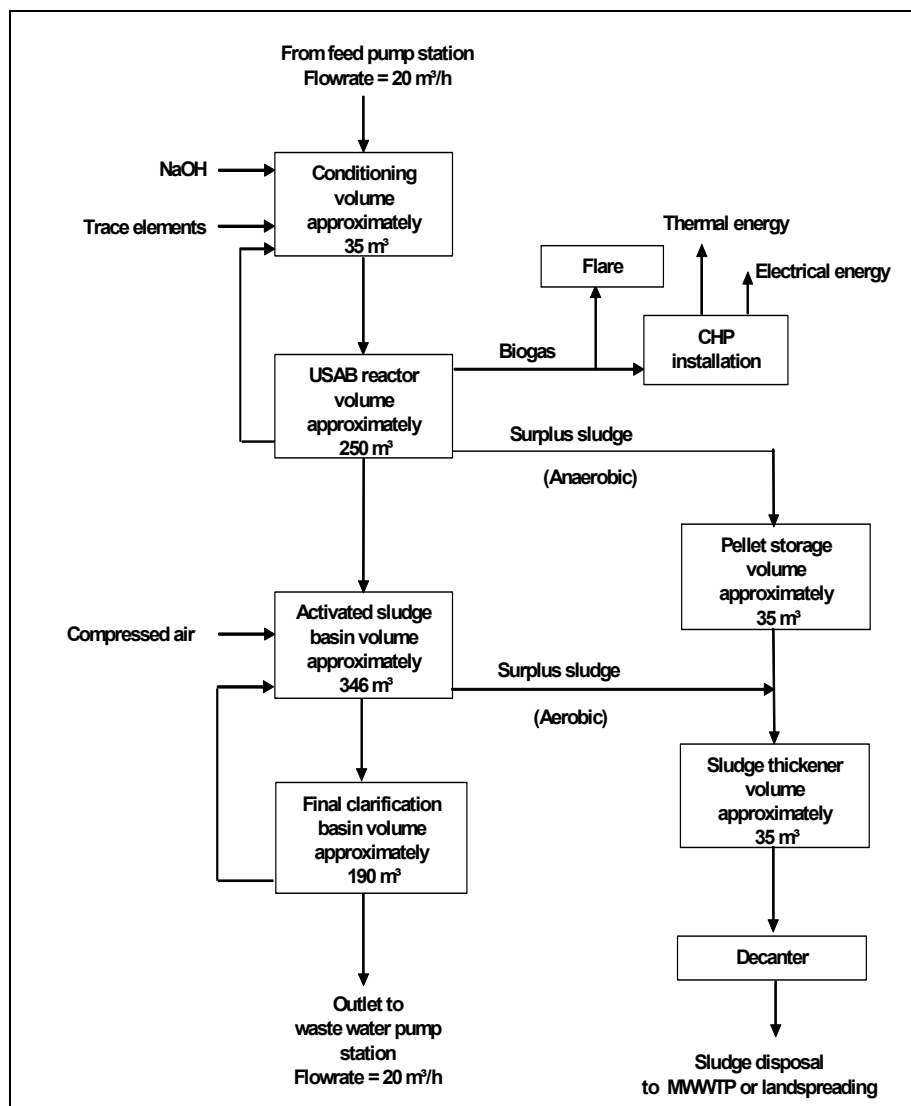 From feed pump station
Flowrate = 20 m³/h
NaOH
Conditioning
volume
approximately
35 m³
Trace elements
Thermal energy
Flare
Electrical energy
CHP
installation
Biogas
USAB reactor
volume
approximately
250 m³
Surplus sludge
(Anaerobic)
Pellet storage
volume
approximately
35 m³
Activated sludge
basin volume
approximately
346 m³
Compressed air
Surplus sludge
(Aerobic)
Sludge thickener
volume
approximately
35 m³
Final clarification
basin volume
approximately
190 m³
Decanter
Outlet to
waste water pump
station
Flowrate = 20 m³/h
Sludge disposal
to MWWTP or landspreading